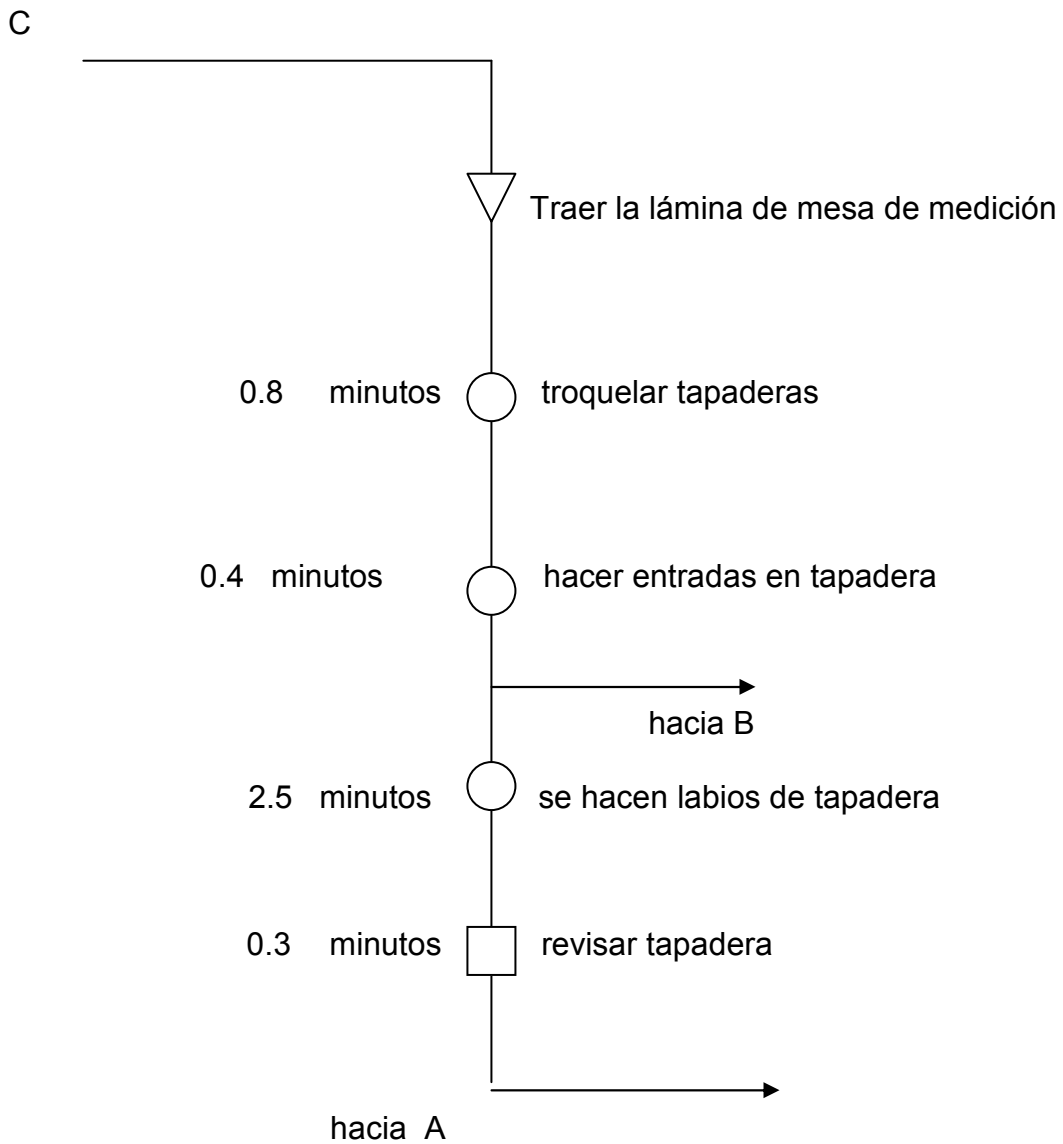 C
Traer la lámina de mesa de medición
0.8 minutos troquelar tapaderas
0.4 minutos hacer entradas en tapadera
hacia B
2.5 minutos se hacen labios de tapadera
0.3 minutos revisar tapadera
hacia A